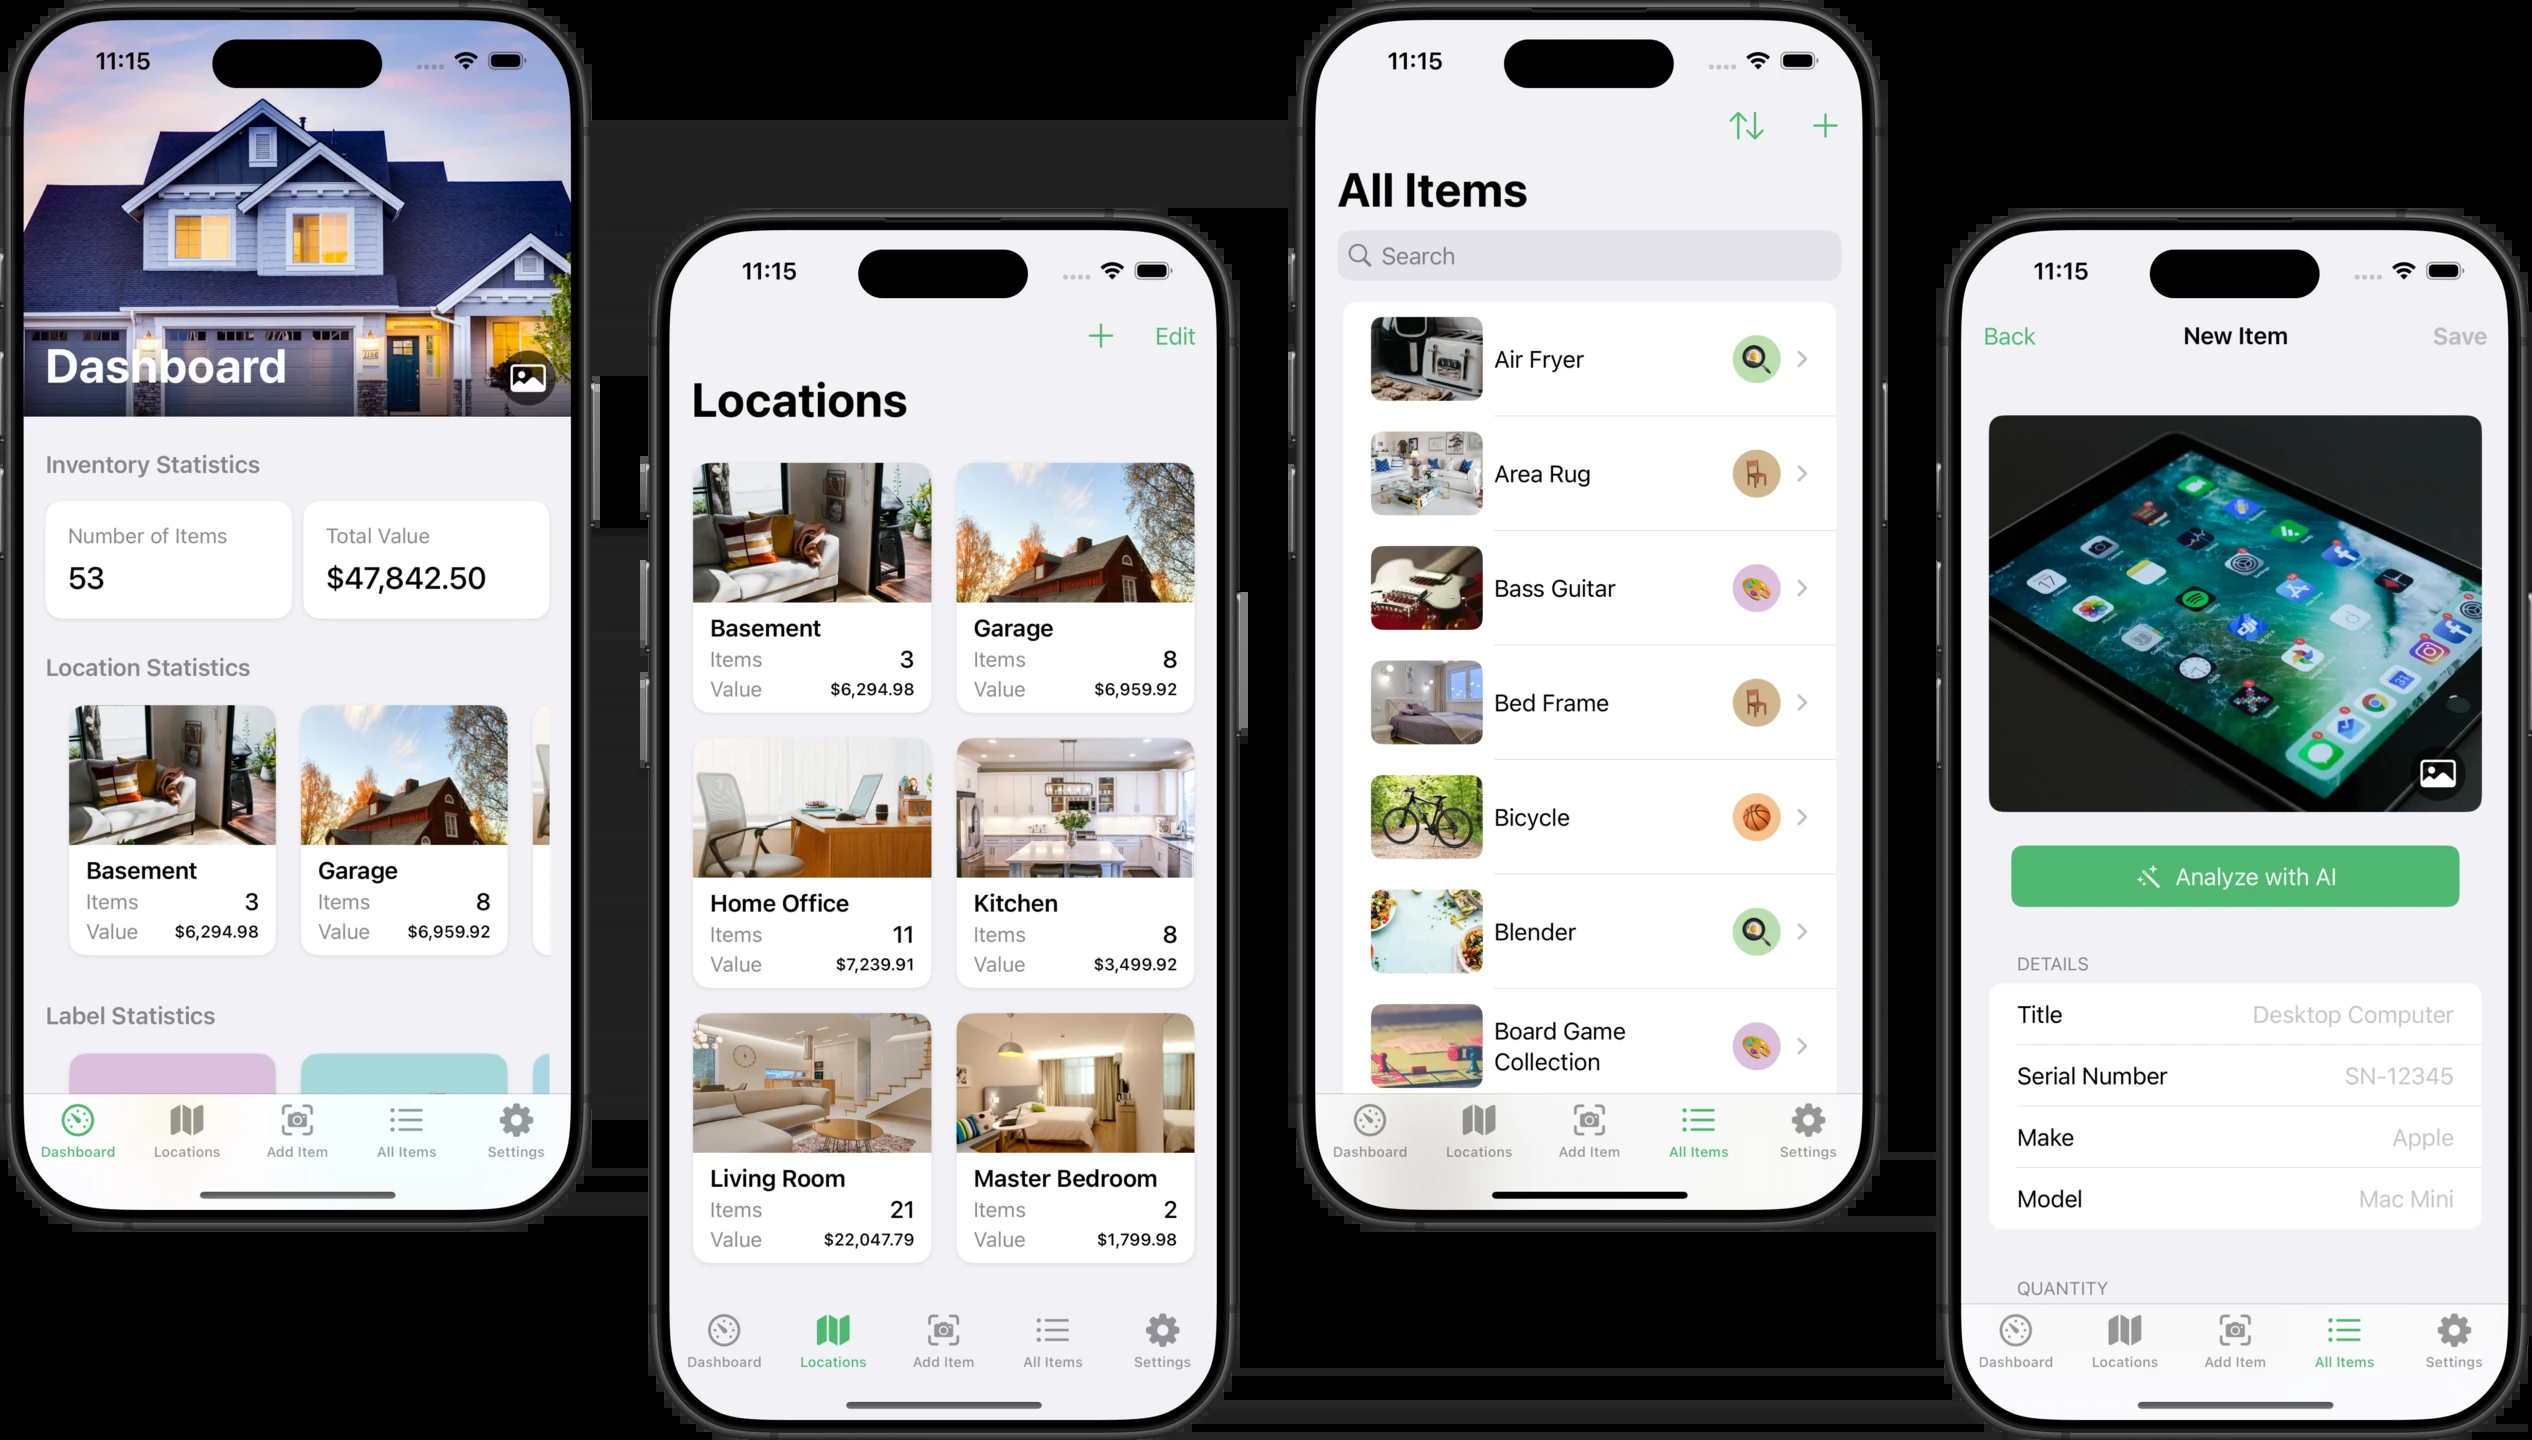 11:15
Dashboard
Inventory Statistics
Number of Items
53
Total Value
$47,842.50
Location Statistics
Basement
Items 3
Value $6,294.98
Garage
Items 8
Value $6,959.92
Label Statistics
Dashboard
Locations
Add Item
All Items
Settings
11:15
Edit
Locations
Basement
Items 3
Value $6,294.98
Garage
Items 8
Value $6,959.92
Home Office
Items 11
Value $7,239.91
Kitchen
Items 8
Value $3,499.92
Living Room
Items 21
Value $22,047.79
Master Bedroom
Items 2
Value $1,799.98
Dashboard
Locations
Add Item
All Items
Settings
11:15
All Items
Search
Air Fryer
Area Rug
Bass Guitar
Bed Frame
Bicycle
Blender
Board Game
Collection
Dashboard
Locations
Add Item
All Items
Settings
11:15
Back
New Item
Save
Analyze with AI
DETAILS
Title Desktop Computer
Serial Number SN-12345
Make Apple
Model Mac Mini
QUANTITY
Dashboard
Locations
Add Item
All Items
Settings